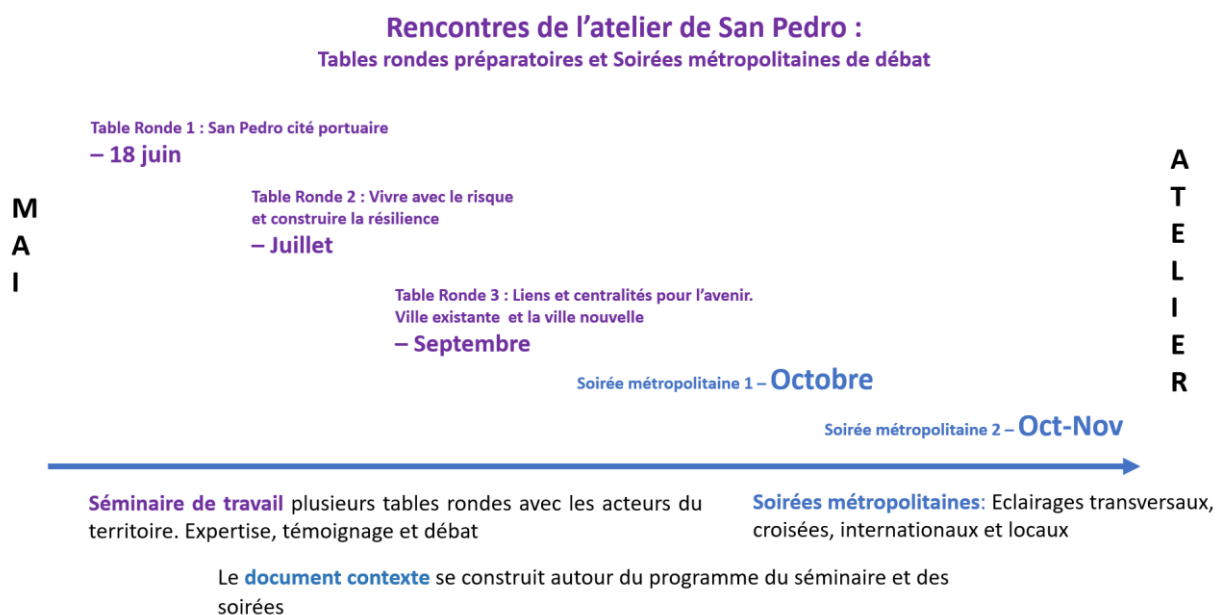 Rencontres de l’atelier de San Pedro :
Tables rondes préparatoires et Soirées métropolitaines de débat
Table Ronde 1 : San Pedro cité portuaire
– 18 juin
MAI
Table Ronde 2 : Vivre avec le risque
et construire la résilience
– Juillet
Table Ronde 3 : Liens et centralités pour l’avenir.
Ville existante et la ville nouvelle
– Septembre
Soirée métropolitaine 1 – Octobre
Soirée métropolitaine 2 – Oct-Nov
ATELIER
Séminaire de travail plusieurs tables rondes avec les acteurs du
territoire. Expertise, témoignage et débat
Soirées métropolitaines: Eclairages transversaux,
croisées, internationaux et locaux
Le document contexte se construit autour du programme du séminaire et des
soirées